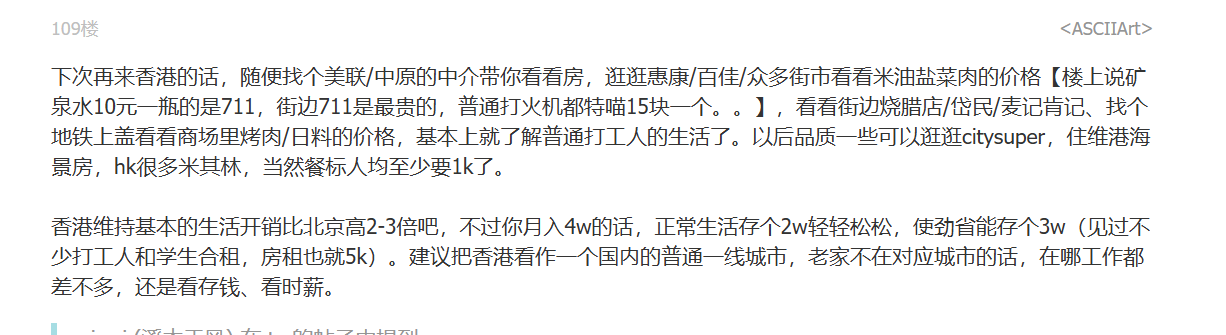 109楼 <ASCIIArt>
下次再来香港的话，随便找个美联/中原的中介带你看看房，逛逛惠康/百佳/众多街市看看米油盐菜肉的价格【楼上说矿
泉水10元一瓶的是711，街边711是最贵的，普通打火机都特喵15块一个。。】，看看街边烧腊店/岱民/麦记肯记、找个
地铁上盖看看商场里烤肉/日料的价格，基本上就了解普通打工人的生活了。以后品质一些可以逛逛citysuper，住维港海
景房，hk很多米其林，当然餐标人均至少要1k了。
香港维持基本的生活开销比北京高2-3倍吧，不过你月入4w的话，正常生活存个2w轻轻松松，使劲省能存个3w（见过不
少打工人和学生合租，房租也就5k）。建议把香港看作一个国内的普通一线城市，老家不在对应城市的话，在哪工作都
差不多，还是看存钱、看时薪。